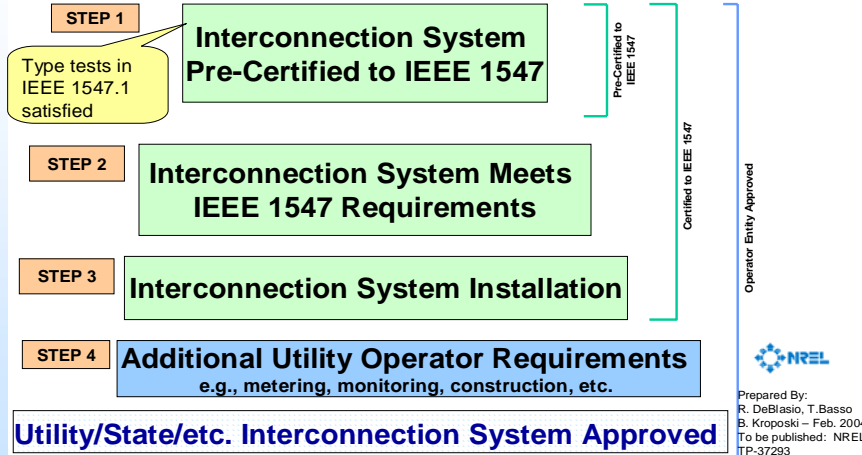 STEP 1
Interconnection System
Pre-Certified to IEEE 1547
Type tests in
IEEE 1547.1
satisfied
Pre-Certified to
IEEE 1547
STEP 2
Interconnection System Meets
IEEE 1547 Requirements
Certified to IEEE 1547
Operator Entity Approved
STEP 3
Interconnection System Installation
STEP 4
Additional Utility Operator Requirements
e.g., metering, monitoring, construction, etc.
NREL
Utility/State/etc. Interconnection System Approved
Prepared By:
R. DeBlasio, T.Basso
B. Kroposki – Feb. 200
To be published: NREL
TP-37293